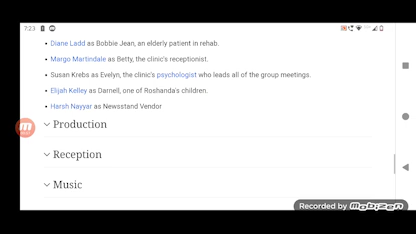 7:23
Diane Ladd as Bobbie Jean, an elderly patient in rehab.
Margo Martindale as Betty, the clinic's receptionist.
Susan Krebs as Evelyn, the clinic's psychologist who leads all of the group meetings.
Elijah Kelley as Darnell, one of Roshanda's children.
Harsh Nayyar as Newsstand Vendor
Production
Reception
Music
Recorded by Mobizen